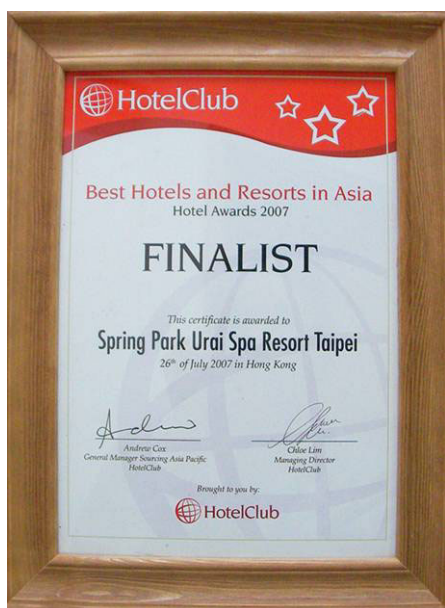 HotelClub
Best Hotels and Resorts in Asia
Hotel Awards 2007
FINALIST
This certificate is awarded to
Spring Park Urai Spa Resort Taipei
26th of July 2007 in Hong Kong
Andrew Cox
General Manager Sourcing Asia Pacific
HotelClub
Chloe Lim
Managing Director
HotelClub
Brought to you by:
HotelClub